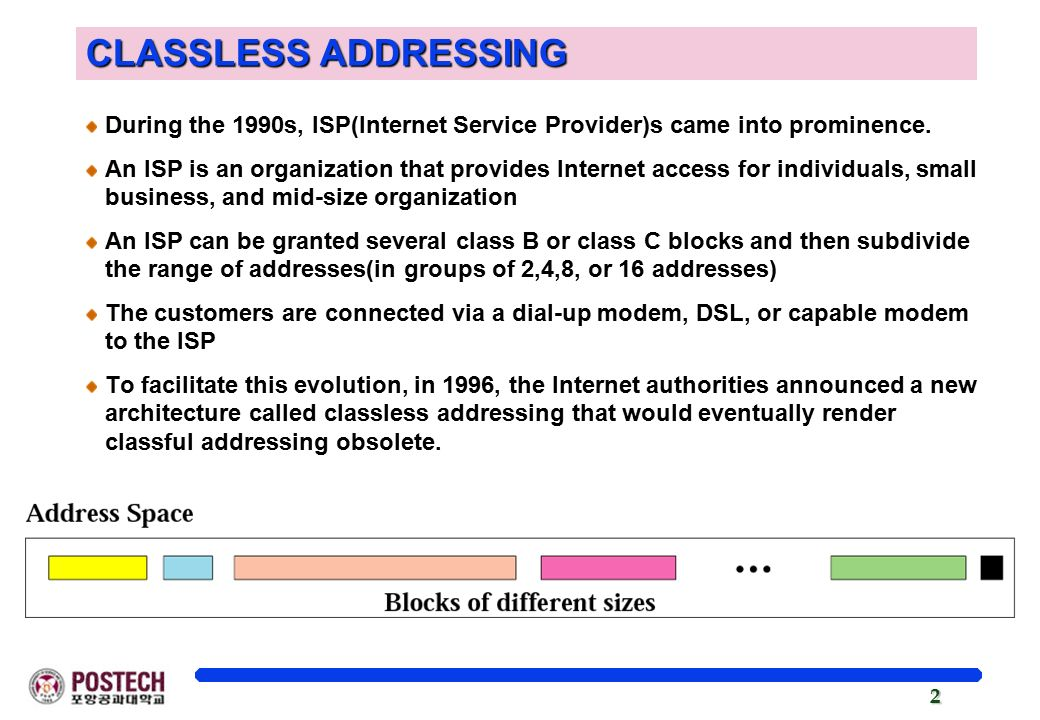 CLASSLESS ADDRESSING
During the 1990s, ISP(Internet Service Provider)s came into prominence.
An ISP is an organization that provides Internet access for individuals, small
business, and mid-size organization
An ISP can be granted several class B or class C blocks and then subdivide
the range of addresses(in groups of 2,4,8, or 16 addresses)
The customers are connected via a dial-up modem, DSL, or capable modem
to the ISP
To facilitate this evolution, in 1996, the Internet authorities announced a new
architecture called classless addressing that would eventually render
classful addressing obsolete.
Address Space
...
Blocks of different sizes
POSTECH
포항공과대학교
2